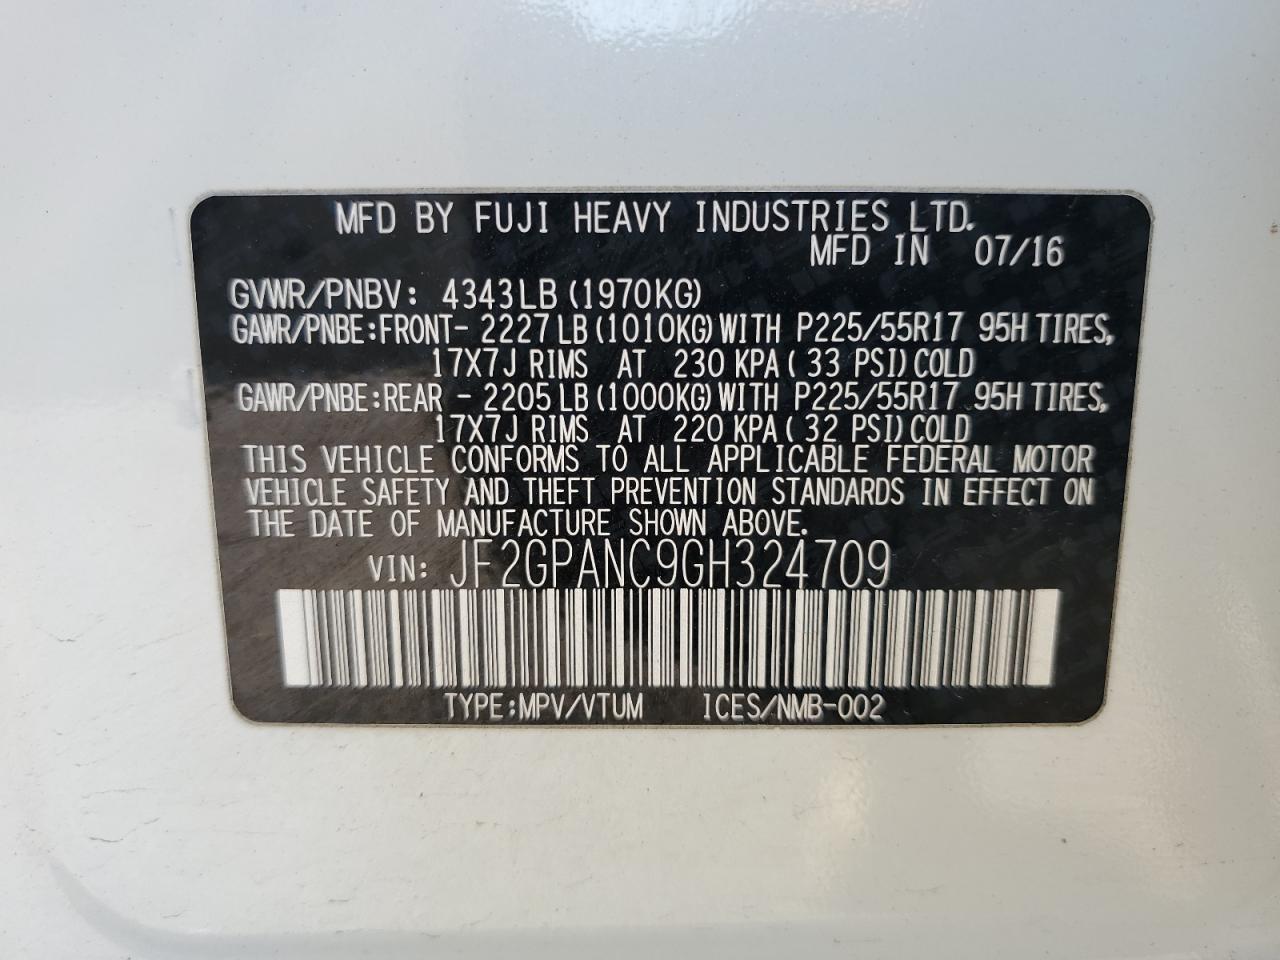 MFD BY FUJI HEAVY INDUSTRIES LTD.
MFD IN 07/16
GVWR/PNBV: 4343LB (1970KG)
GAWR/PNBE:FRONT- 2227 LB (1010KG) WITH P225/55R17 95H TIRES,
17X7J RIMS AT 230 KPA ( 33 PSI) COLD
GAWR/PNBE:REAR - 2205 LB (1000KG) WITH P225/55R17 95H TIRES,
17X7J RIMS AT 220 KPA ( 32 PSI) COLD
THIS VEHICLE CONFORMS TO ALL APPLICABLE FEDERAL MOTOR
VEHICLE SAFETY AND THEFT PREVENTION STANDARDS IN EFFECT ON
THE DATE OF MANUFACTURE SHOWN ABOVE.
VIN: JF2GPANC9GH324709
TYPE:MPV/VTUM ICES/NMB-002